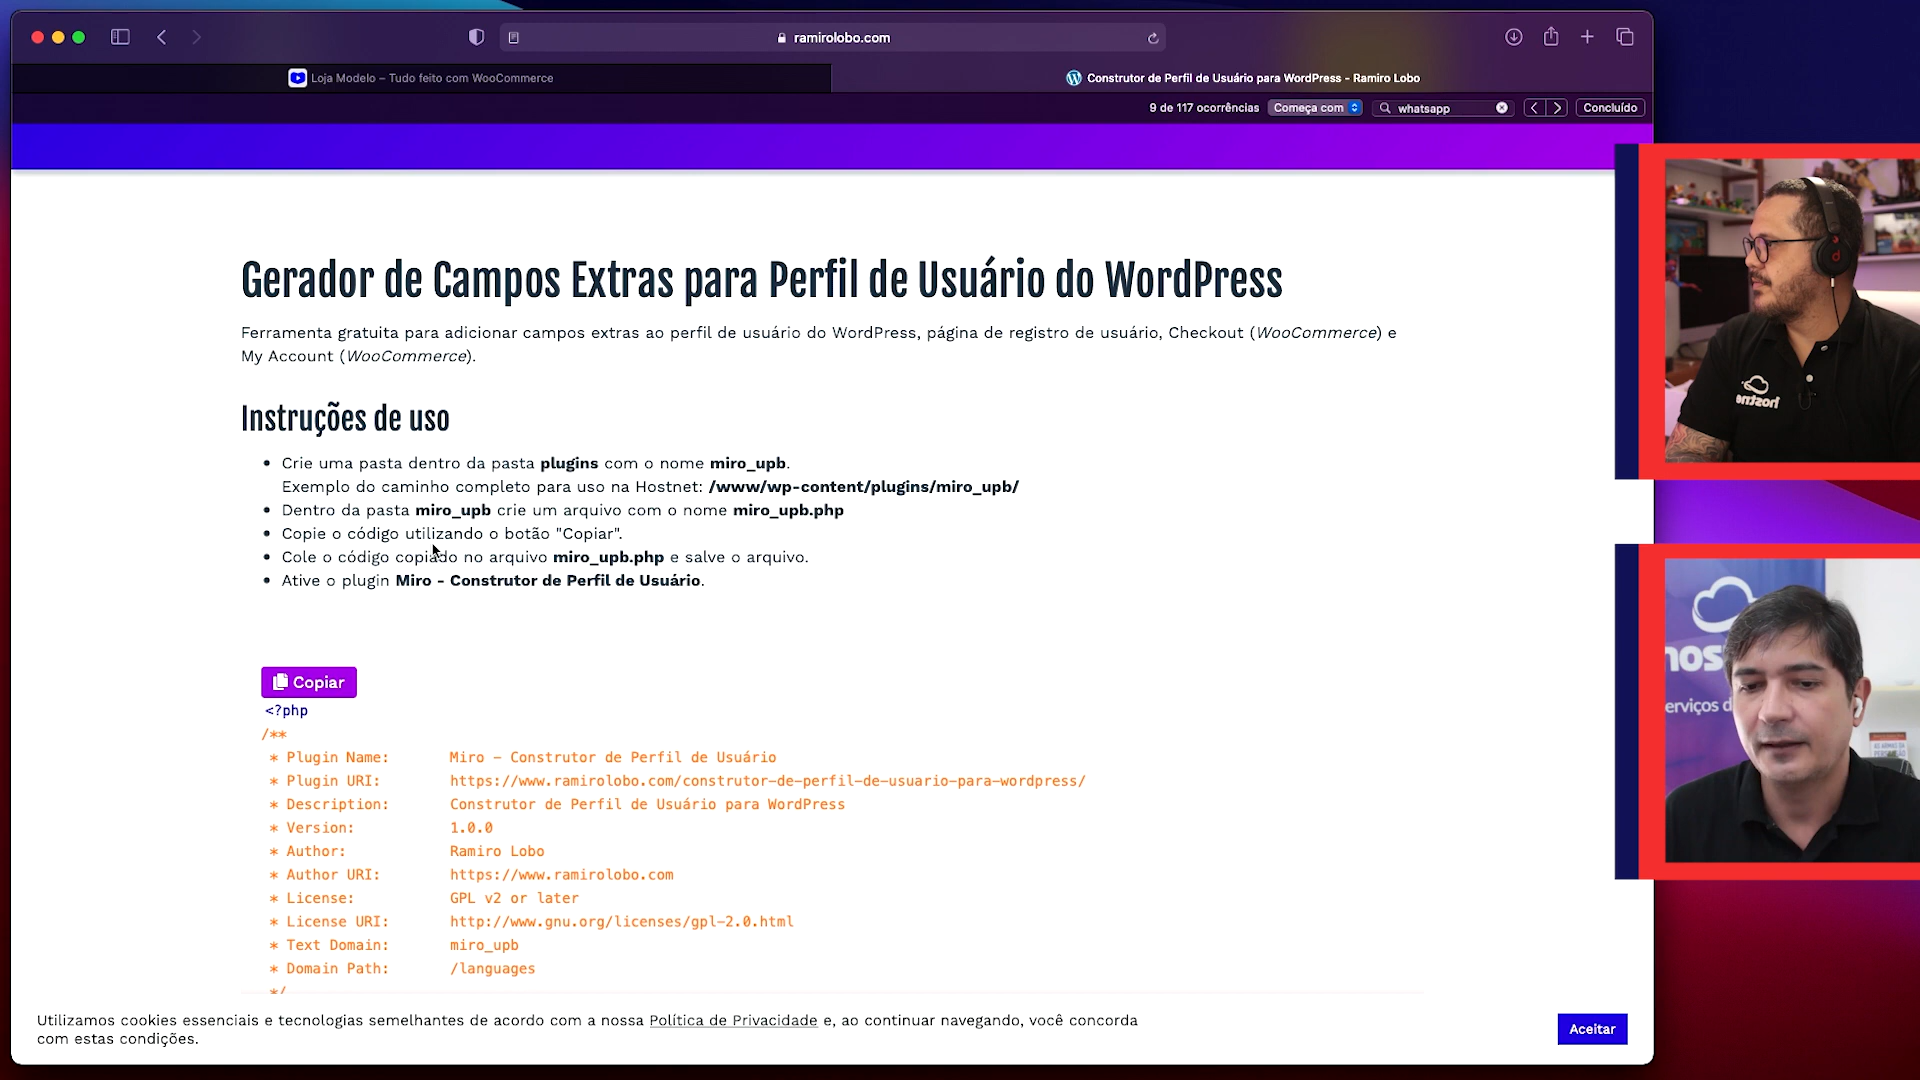 ramirolobo.com
Loja Modelo – Tudo feito com WooCommerce
Construtor de Perfil de Usuário para WordPress - Ramiro Lobo
9 de 117 ocorrências
Começa com
whatsapp
Concluído
Gerador de Campos Extras para Perfil de Usuário do WordPress
Ferramenta gratuita para adicionar campos extras ao perfil de usuário do WordPress, página de registro de usuário, Checkout (WooCommerce) e
My Account (WooCommerce).
Instruções de uso
• Crie uma pasta dentro da pasta plugins com o nome miro_upb.
Exemplo do caminho completo para uso na Hostnet: /www/wp-content/plugins/miro_upb/
• Dentro da pasta miro_upb crie um arquivo com o nome miro_upb.php
• Copie o código utilizando o botão "Copiar".
• Cole o código copiado no arquivo miro_upb.php e salve o arquivo.
• Ative o plugin Miro - Construtor de Perfil de Usuário.
Copiar
<?php
/**
* Plugin Name: Miro – Construtor de Perfil de Usuário
* Plugin URI: https://www.ramirolobo.com/construtor-de-perfil-de-usuario-para-wordpress/
* Description: Construtor de Perfil de Usuário para WordPress
* Version: 1.0.0
* Author: Ramiro Lobo
* Author URI: https://www.ramirolobo.com
* License: GPL v2 or later
* License URI: http://www.gnu.org/licenses/gpl-2.0.html
* Text Domain: miro_upb
* Domain Path: /languages
*/
Utilizamos cookies essenciais e tecnologias semelhantes de acordo com a nossa Política de Privacidade e, ao continuar navegando, você concorda
com estas condições.
Aceitar
hostne
nos
erviços d